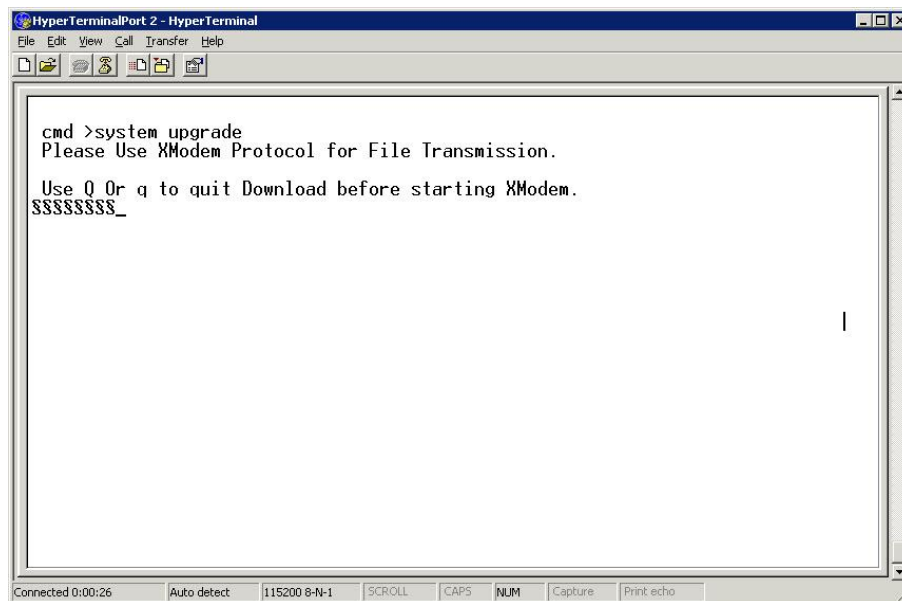 HyperTerminalPort 2 - HyperTerminal
File Edit View Call Transfer Help
cmd >system upgrade
Please Use XModem Protocol for File Transmission.
Use Q Or q to quit Download before starting XModem.
§§§§§§§§§_
Connected 0:00:26 Auto detect 115200 8-N-1 SCROLL CAPS NUM Capture Print echo